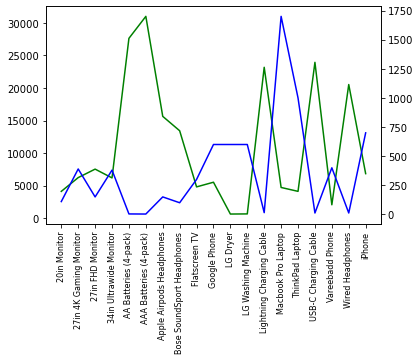 30000
25000
20000
15000
10000
5000
0
1750
1500
1250
1000
750
500
250
0
20in Monitor
27in 4K Gaming Monitor
27in FHD Monitor
34in Ultrawide Monitor
AA Batteries (4-pack)
AAA Batteries (4-pack)
Apple Airpods Headphones
Bose SoundSport Headphones
Flatscreen TV
Google Phone
LG Dryer
LG Washing Machine
Lightning Charging Cable
Macbook Pro Laptop
ThinkPad Laptop
USB-C Charging Cable
Vareebadd Phone
Wired Headphones
iPhone